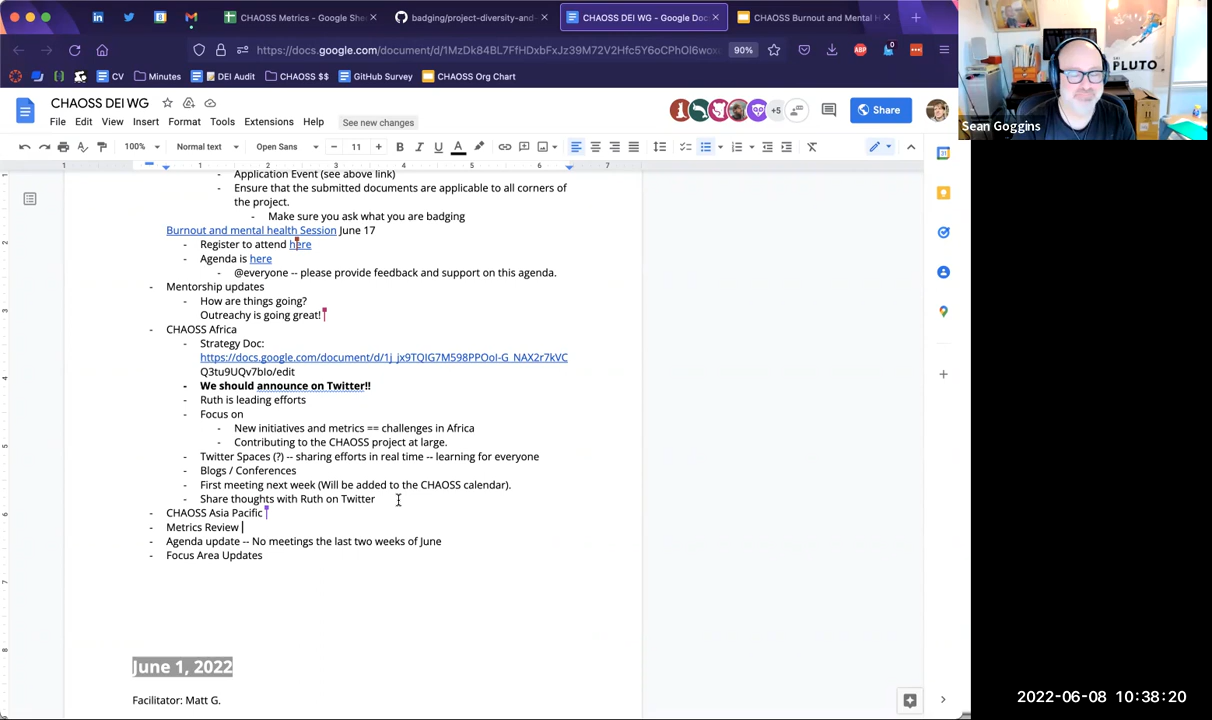 CHAOSS Metrics - Google She
badging/project-diversity-and-
CHAOSS DEI WG - Google Doc
CHAOSS Burnout and Mental H
https://docs.google.com/document/d/1MzDk84BL7FfHDxbFxJz39M72V2Hfc5Y6oCPhOI6wox
90%
CV
Minutes
DEI Audit
CHAOSS $$
GitHub Survey
CHAOSS Org Chart
PLUTO
Sean Goggins
CHAOSS DEI WG
File Edit View Insert Format Tools Extensions Help
See new changes
+5
Share
100%
Normal text
Open Sans
11
1 1 2 3 4 5 6 7
- Application Event (see above link)
- Ensure that the submitted documents are applicable to all corners of
the project.
- Make sure you ask what you are badging
Burnout and mental health Session June 17
- Register to attend here
- Agenda is here
- @everyone -- please provide feedback and support on this agenda.
- Mentorship updates
- How are things going?
Outreachy is going great!
- CHAOSS Africa
- Strategy Doc:
https://docs.google.com/document/d/1j_jx9TQIG7M598PPOoI-G_NAX2r7kVC
Q3tu9UQv7bIo/edit
- We should announce on Twitter!!
- Ruth is leading efforts
- Focus on
- New initiatives and metrics == challenges in Africa
- Contributing to the CHAOSS project at large.
- Twitter Spaces (?) -- sharing efforts in real time -- learning for everyone
- Blogs / Conferences
- First meeting next week (Will be added to the CHAOSS calendar).
- Share thoughts with Ruth on Twitter
- CHAOSS Asia Pacific
- Metrics Review
- Agenda update -- No meetings the last two weeks of June
- Focus Area Updates
June 1, 2022
Facilitator: Matt G.
2022-06-08 10:38:20